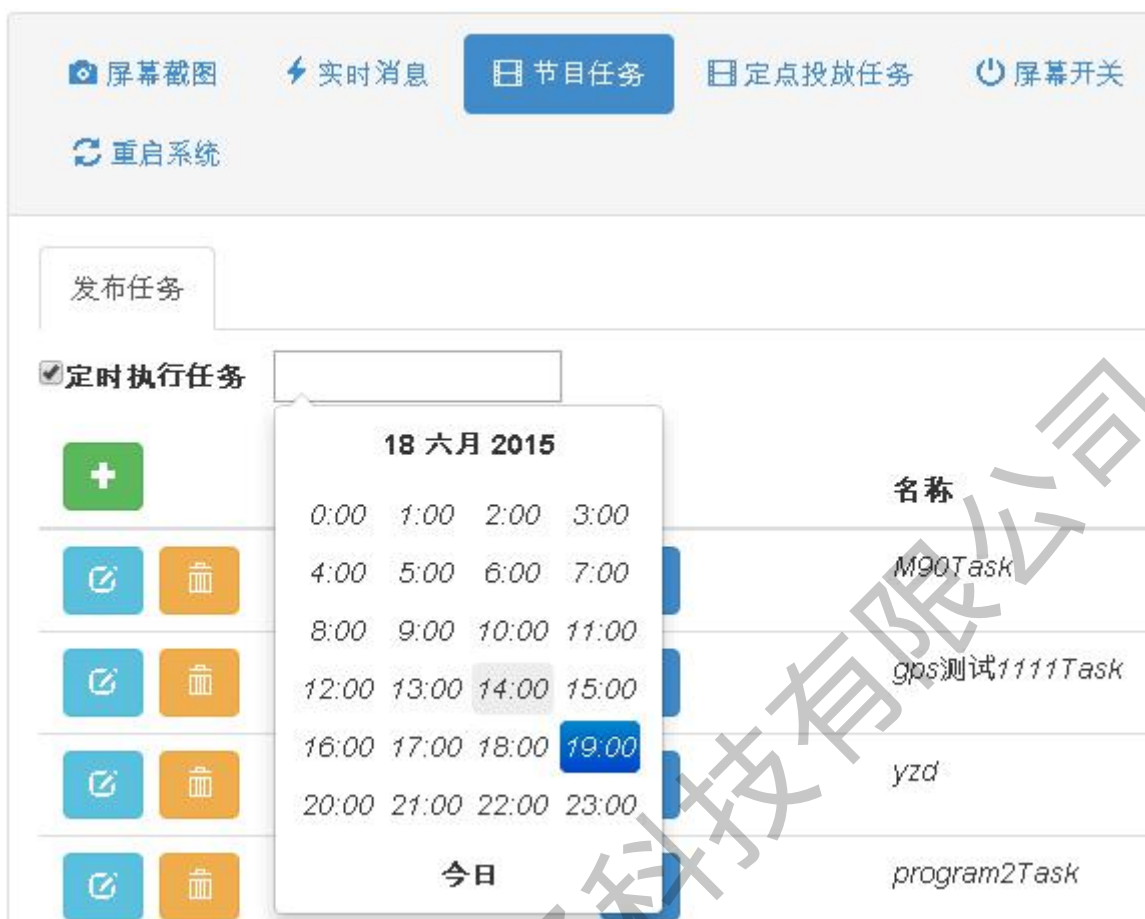 屏幕截图 实时消息 节目任务 定点投放任务 屏幕开关
重启系统
发布任务
定时执行任务
18 六月 2015
名称
0:00 1:00 2:00 3:00
M90Task
4:00 5:00 6:00 7:00
8:00 9:00 10:00 11:00
gps测试1111Task
12:00 13:00 14:00 15:00
16:00 17:00 18:00 19:00
yzd
20:00 21:00 22:00 23:00
今日
program2Task
科技有限公司